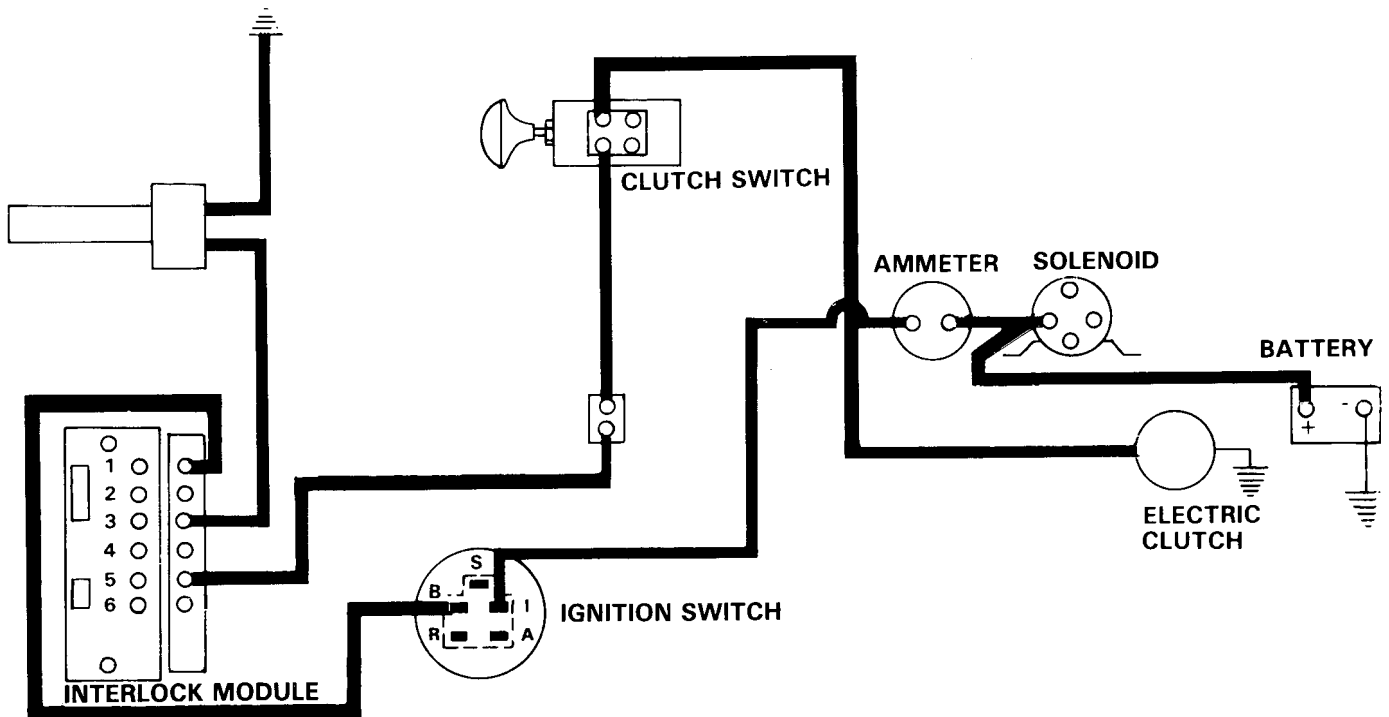 CLUTCH SWITCH
AMMETER
SOLENOID
BATTERY
+ -
ELECTRIC
CLUTCH
1
2
3
4
5
6
INTERLOCK MODULE
S
B
I
R
A
IGNITION SWITCH